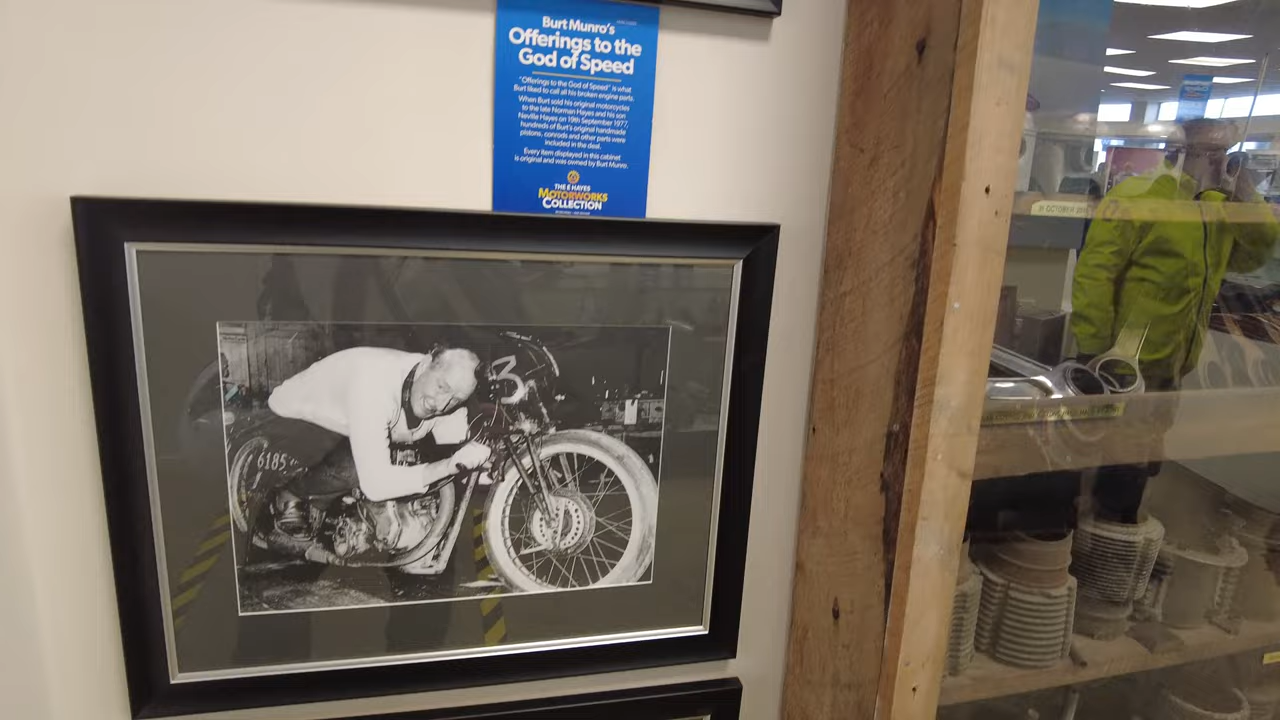 Burt Munro's
Offerings to the
God of Speed
"Offerings to the God of Speed" is what
Burt liked to call all his broken engine parts.
When Burt sold his original motorcycles
to the late Norman Hayes and his son
Neville Hayes on 19th September 1977,
hundreds of Burt's original handmade
pistons, conrods and other parts were
included in the deal.
Every item displayed in this cabinet
is original and was owned by Burt Munro.
THE E HAYES
MOTORWORKS
COLLECTION
3
6185
31 OCTOBER